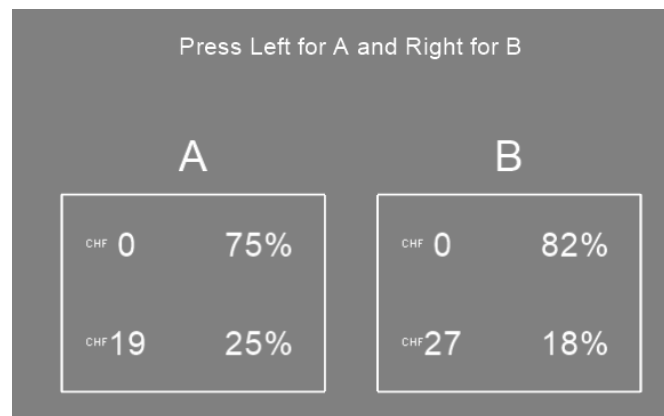 Press Left for A and Right for B
A B
CHF 0 75% CHF 0 82%
CHF 19 25% CHF 27 18%